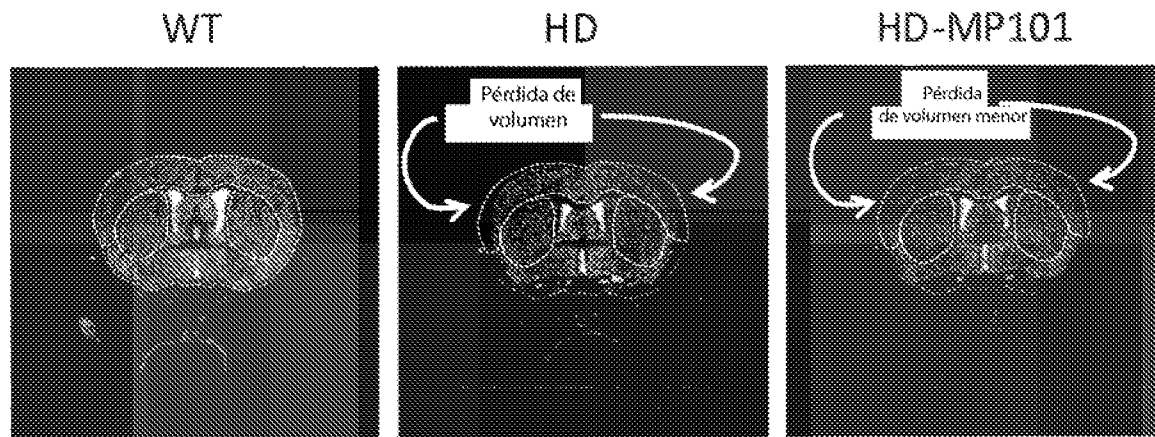 WT
HD
HD-MP101
Pérdida de
volumen
Pérdida
de volumen menor